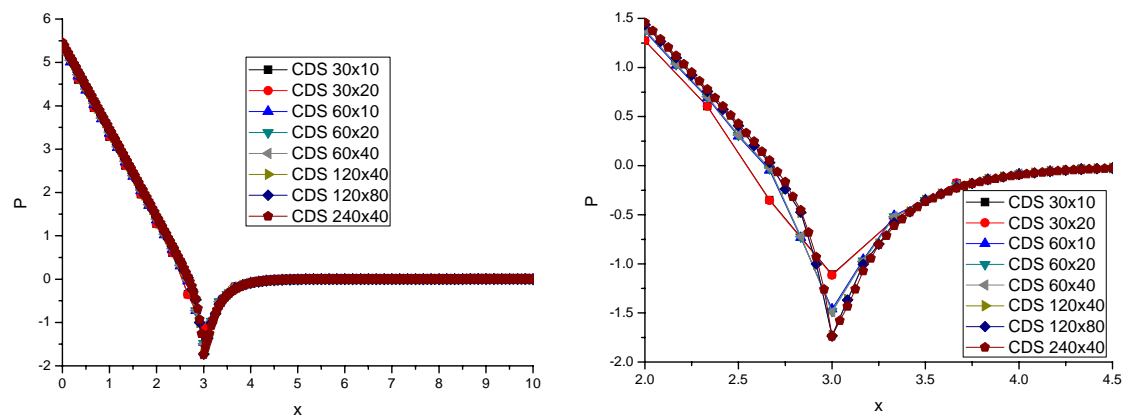 6
5
4
3
2
1
0
-1
-2
P
0 1 2 3 4 5 6 7 8 9 10
x
CDS 30x10
CDS 30x20
CDS 60x10
CDS 60x20
CDS 60x40
CDS 120x40
CDS 120x80
CDS 240x40
1.5
1.0
0.5
0.0
-0.5
-1.0
-1.5
-2.0
P
2.0 2.5 3.0 3.5 4.0 4.5
x
CDS 30x10
CDS 30x20
CDS 60x10
CDS 60x20
CDS 60x40
CDS 120x40
CDS 120x80
CDS 240x40